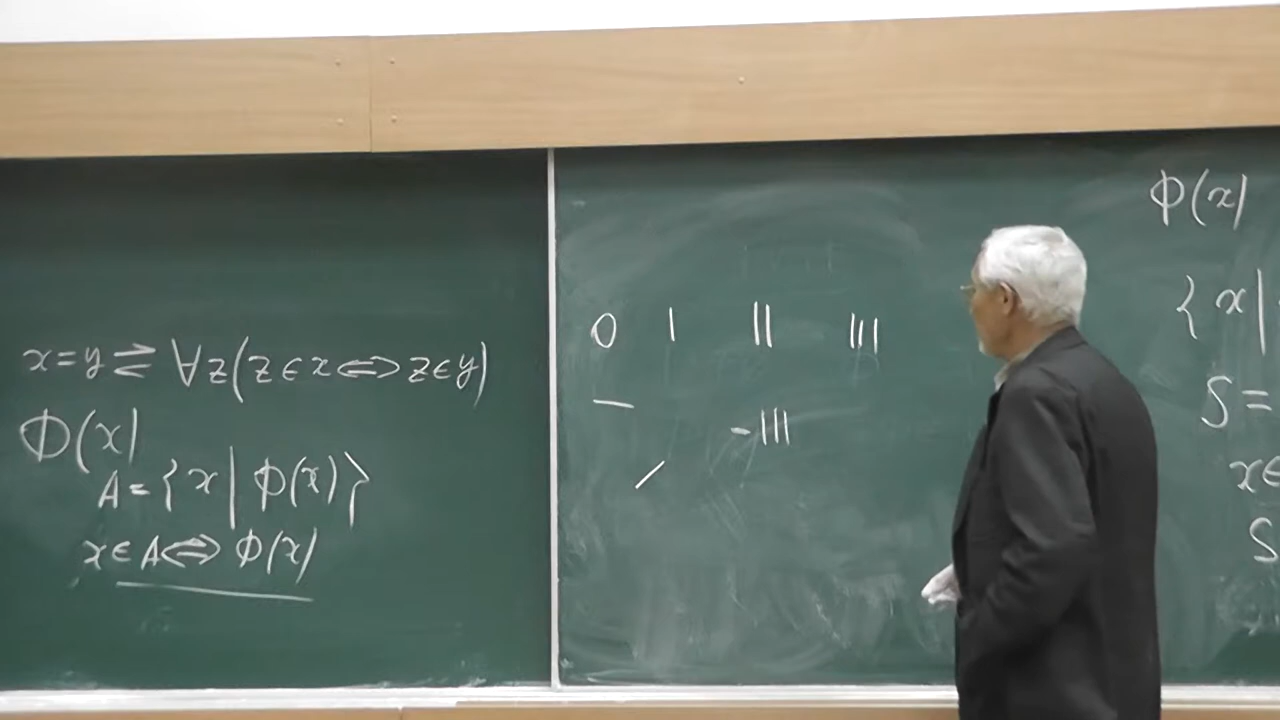 x=y ⇌ ∀z(z∈x⟺z∈y)
Φ(x)
A={x|Φ(x)}
x∈A⟺Φ(x)
0 | || |||
—
-|||
/
Φ(x)
{x|
S=
x∈
S